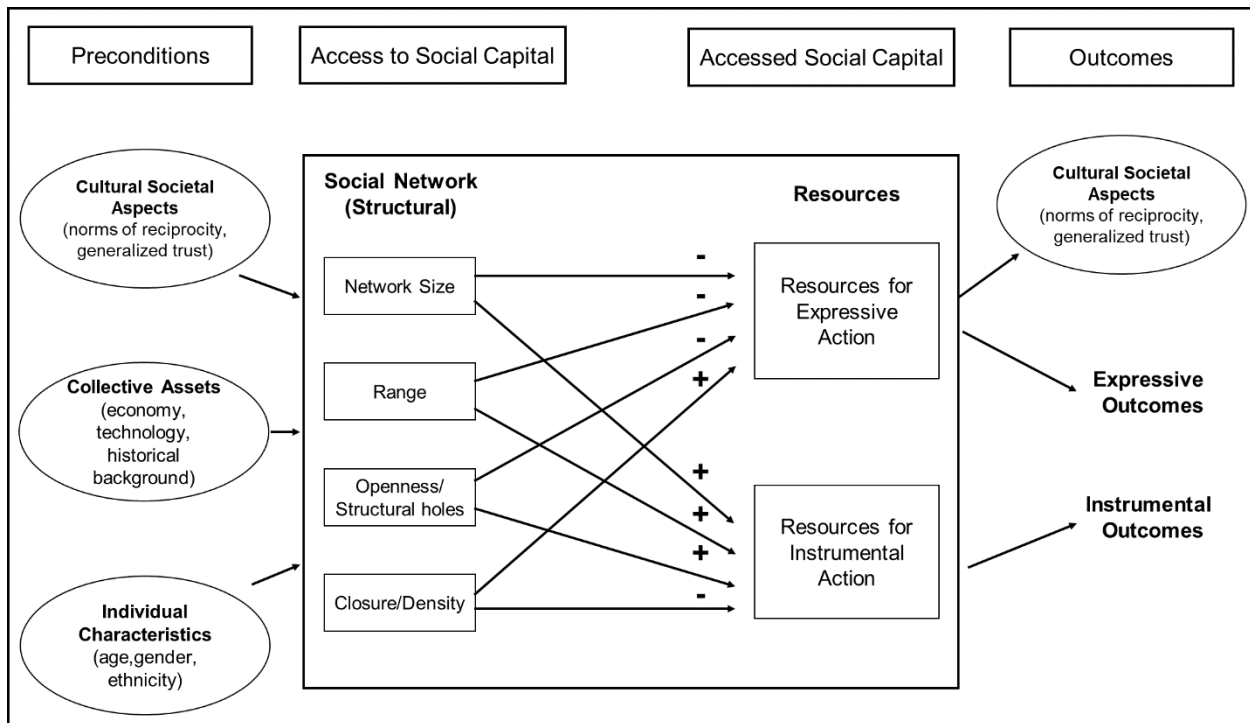 Preconditions
Access to Social Capital
Accessed Social Capital
Outcomes
Cultural Societal
Aspects
(norms of reciprocity,
generalized trust)
Collective Assets
(economy,
technology,
historical
background)
Individual
Characteristics
(age,gender,
ethnicity)
Social Network
(Structural)
Network Size
Range
Openness/
Structural holes
Closure/Density
-
-
-
+
+
+
+
-
Resources
Resources for
Expressive
Action
Resources for
Instrumental
Action
Cultural Societal
Aspects
(norms of reciprocity,
generalized trust)
Expressive
Outcomes
Instrumental
Outcomes